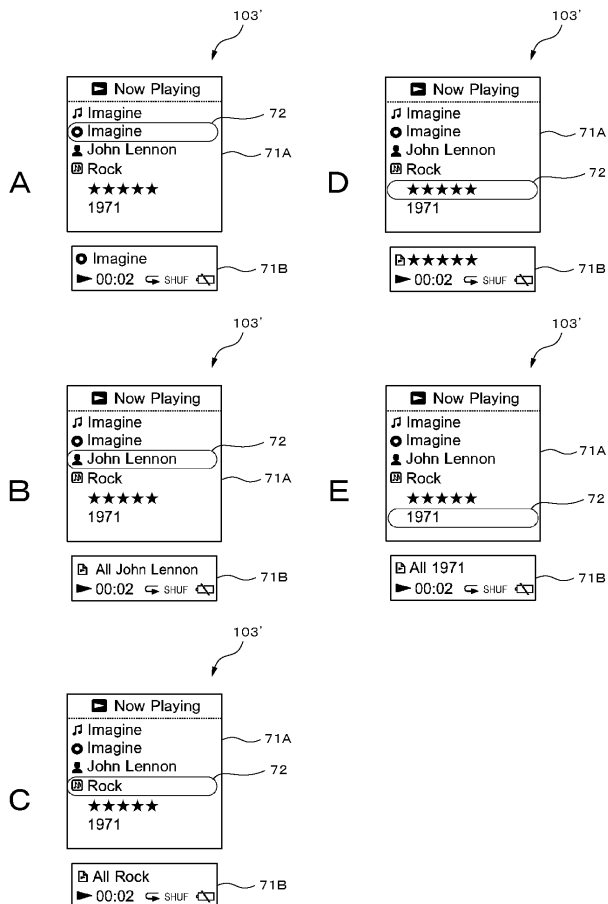 103'
Now Playing
Imagine
Imagine
John Lennon
Rock
★★★★★
1971
72
71A
A
Imagine
00:02 SHUF
71B
103'
Now Playing
Imagine
Imagine
John Lennon
Rock
★★★★★
1971
72
71A
B
All John Lennon
00:02 SHUF
71B
103'
Now Playing
Imagine
Imagine
John Lennon
Rock
★★★★★
1971
71A
72
C
All Rock
00:02 SHUF
71B
103'
Now Playing
Imagine
Imagine
John Lennon
Rock
★★★★★
1971
71A
72
D
★★★★★
00:02 SHUF
71B
103'
Now Playing
Imagine
Imagine
John Lennon
Rock
★★★★★
1971
71A
72
E
All 1971
00:02 SHUF
71B